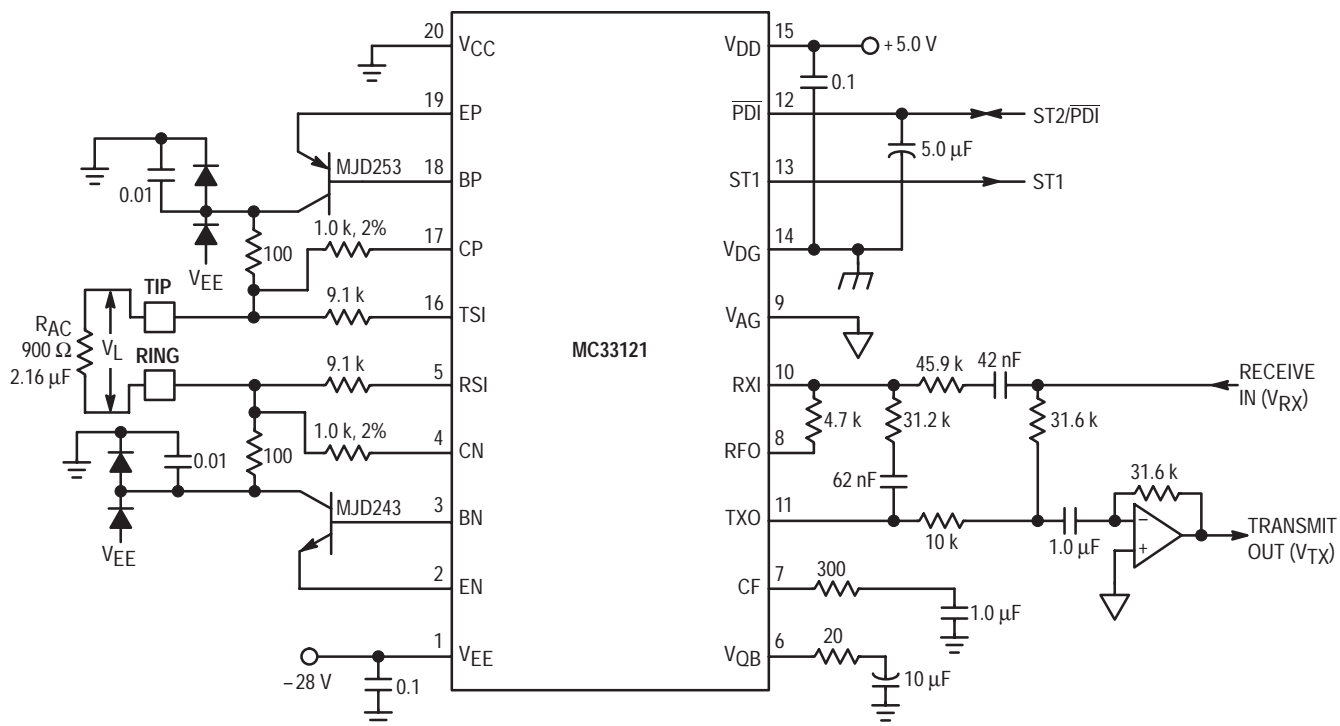 20 VCC
19 EP
MJD253
18 BP
0.01
100
1.0 k, 2%
17 CP
VEE
TIP
9.1 k
16 TSI
RAC
900 Ω
2.16 µF
VL
RING
9.1 k
5 RSI
1.0 k, 2%
4 CN
0.01
100
MJD243
3 BN
VEE
2 EN
1 VEE
–28 V
0.1
MC33121
VDD 15
+5.0 V
0.1
PDI 12
ST2/PDI
5.0 µF
ST1 13
ST1
VDG 14
VAG 9
45.9 k
42 nF
RXI 10
RECEIVE
IN (VRX)
4.7 k
31.2 k
31.6 k
RFO 8
62 nF
31.6 k
TXO 11
10 k
1.0 µF
–
+
TRANSMIT
OUT (VTX)
CF 7
300
1.0 µF
VQB 6
20
10 µF